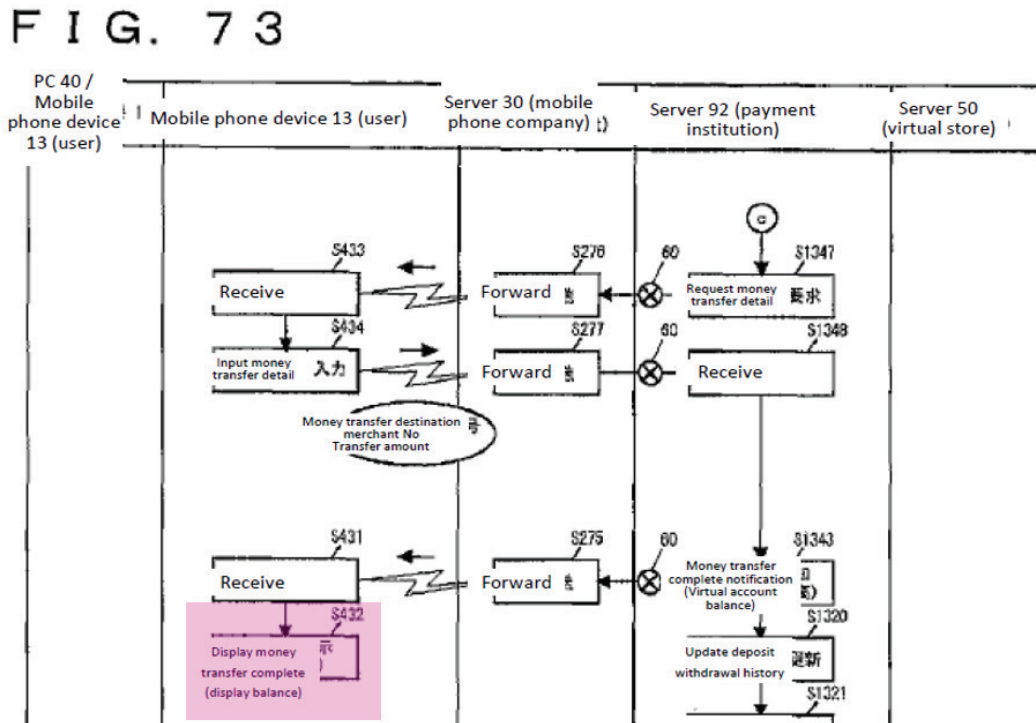 FIG. 73
PC 40 /
Mobile
phone device
13 (user)
Mobile phone device 13 (user)
Server 30 (mobile
phone company)
Server 92 (payment
institution)
Server 50
(virtual store)
G
S433
S276
60
S1347
Receive
Forward
Request money
transfer detail
要求
S434
S277
60
S1348
Input money
transfer detail
入力
Forward
Receive
Money transfer destination
merchant No
Transfer amount
S431
S275
60
S1343
Receive
Forward
Money transfer
complete notification
(Virtual account
balance)
S432
S1320
Display money
transfer complete
(display balance)
Update deposit
withdrawal history
更新
S1321